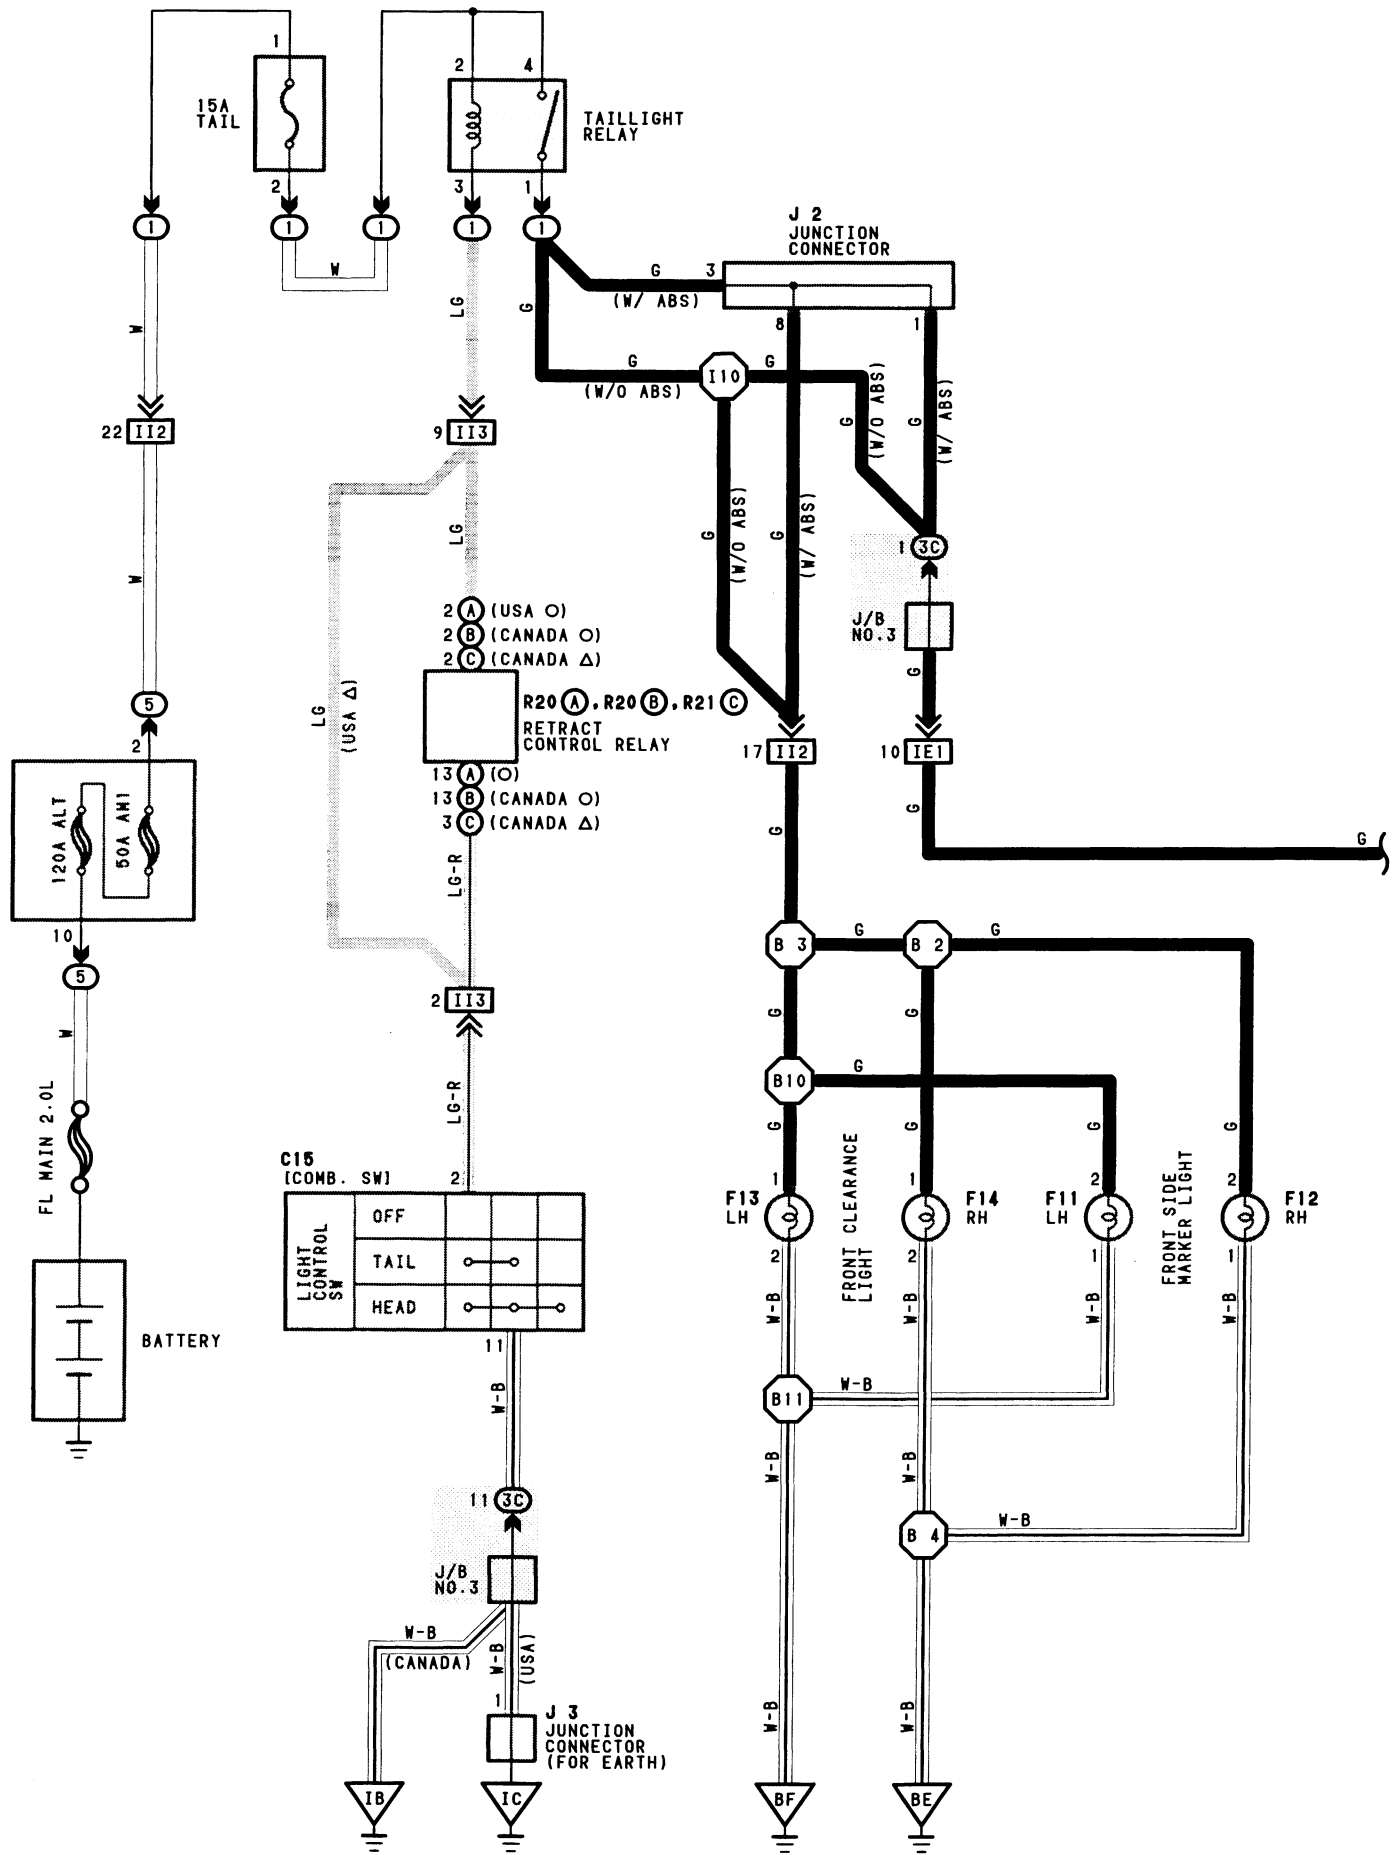 1
15A
TAIL
2
2
4
TAILLIGHT
RELAY
3
1
1
1
1
1
1
W
W
LG
G
J 2
JUNCTION
CONNECTOR
G
3
(W/ ABS)
8
1
G
(W/O ABS)
I10
G
G
(W/O ABS)
G
(W/ ABS)
22 II2
9 II3
W
LG
G
(W/O ABS)
G
(W/ ABS)
1 3C
J/B
NO.3
G
2 A (USA O)
2 B (CANADA O)
2 C (CANADA △)
R20 A, R20 B, R21 C
RETRACT
CONTROL RELAY
13 A (O)
13 B (CANADA O)
3 C (CANADA △)
LG
(USA △)
17 II2
10 IE1
G
G
G
5
2
120A ALT
50A AM1
10
5
W
FL MAIN 2.0L
BATTERY
LG-R
2 II3
LG-R
C15
[COMB. SW]
2
LIGHT
CONTROL
SW
OFF
TAIL
HEAD
11
W-B
11 3C
J/B
NO.3
W-B
(CANADA)
W-B
(USA)
1
J 3
JUNCTION
CONNECTOR
(FOR EARTH)
IB
IC
B 3
G
B 2
G
G
G
B10
G
G
G
G
G
1
1
2
2
F13
LH
FRONT CLEARANCE
LIGHT
F14
RH
F11
LH
FRONT SIDE
MARKER LIGHT
F12
RH
2
2
1
1
W-B
W-B
W-B
W-B
B11
W-B
W-B
W-B
B 4
W-B
W-B
W-B
BF
BE